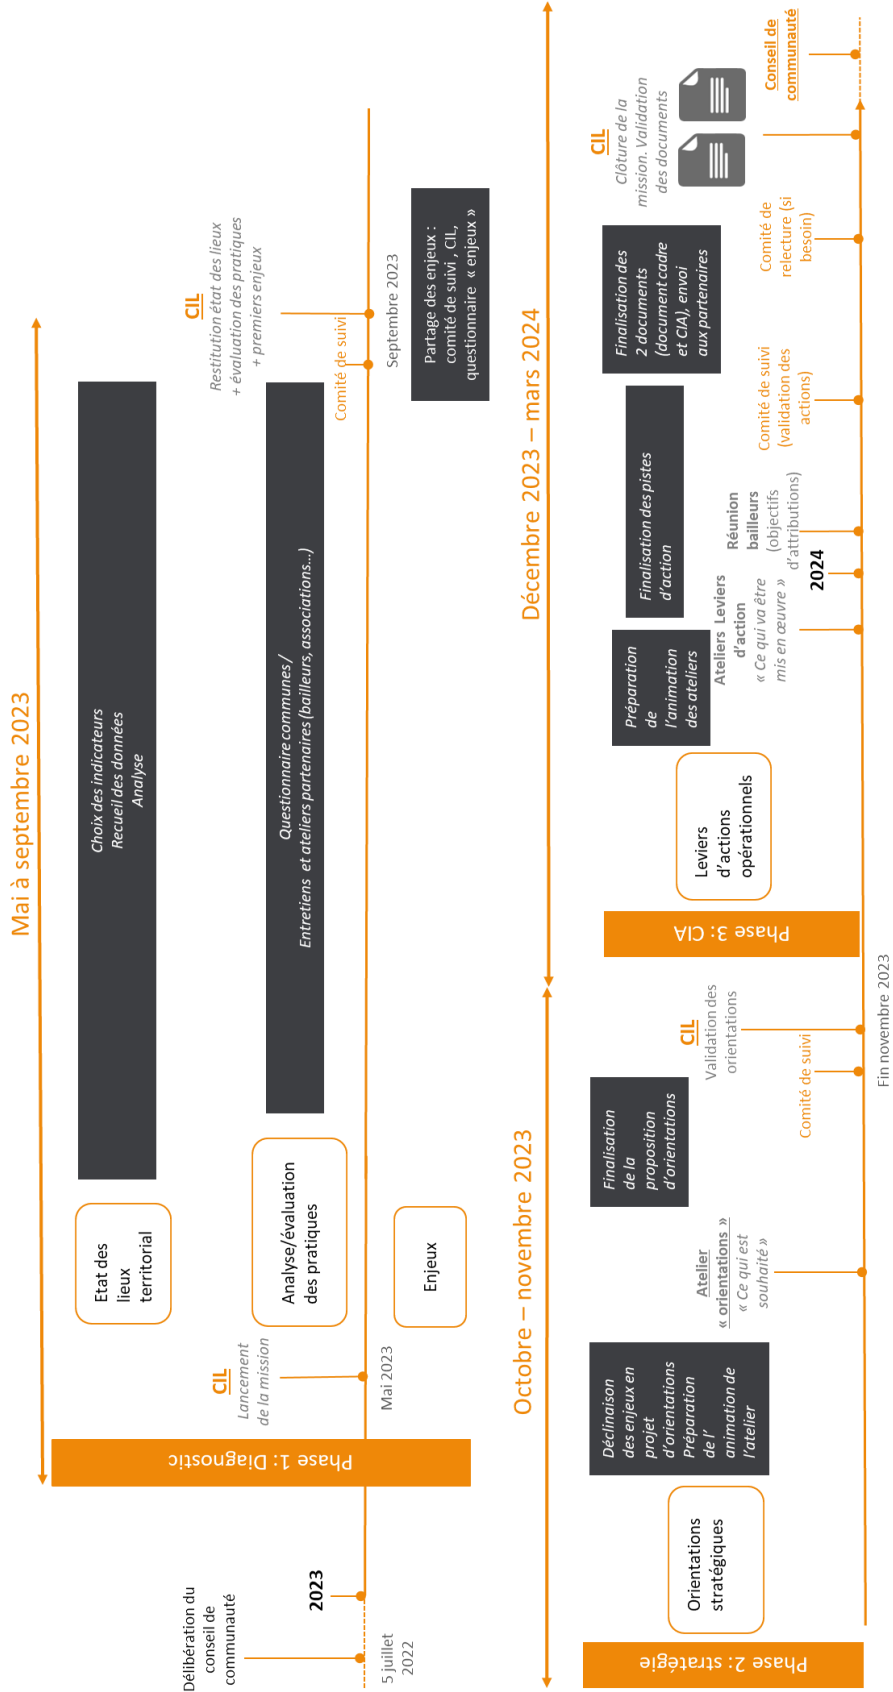 Mai à septembre 2023
Délibération du
conseil de
communauté
5 juillet
2022
2023
Phase 1: Diagnostic
CIL
Lancement
de la mission
Mai 2023
Etat des
lieux
territorial
Choix des indicateurs
Recueil des données
Analyse
Analyse/évaluation
des pratiques
Questionnaire communes /
Entretiens et ateliers partenaires (bailleurs, associations...)
Enjeux
Comité de suivi
CIL
Restitution état des lieux
+ évaluation des pratiques
+ premiers enjeux
Septembre 2023
Partage des enjeux :
comité de suivi , CIL,
questionnaire « enjeux »
Octobre – novembre 2023
Phase 2: stratégie
Orientations
stratégiques
Déclinaison
des enjeux en
projet
d’orientations
Préparation
de l’
animation de
l’atelier
Atelier
« orientations »
« Ce qui est
souhaité »
Finalisation
de la
proposition
d’orientations
Comité de suivi
CIL
Validation des
orientations
Fin novembre 2023
Décembre 2023 – mars 2024
Phase 3: CIA
Leviers
d’actions
opérationnels
Préparation
de
l’animation
des ateliers
Ateliers Leviers
d’action
« Ce qui va être
mis en œuvre »
2024
Finalisation des pistes
d’action
Réunion
bailleurs
(objectifs
d’attributions)
Comité de suivi
(validation des
actions)
Finalisation des
2 documents
(document cadre
et CIA), envoi
aux partenaires
Comité de
relecture (si
besoin)
CIL
Clôture de la
mission. Validation
des documents
Conseil de
communauté